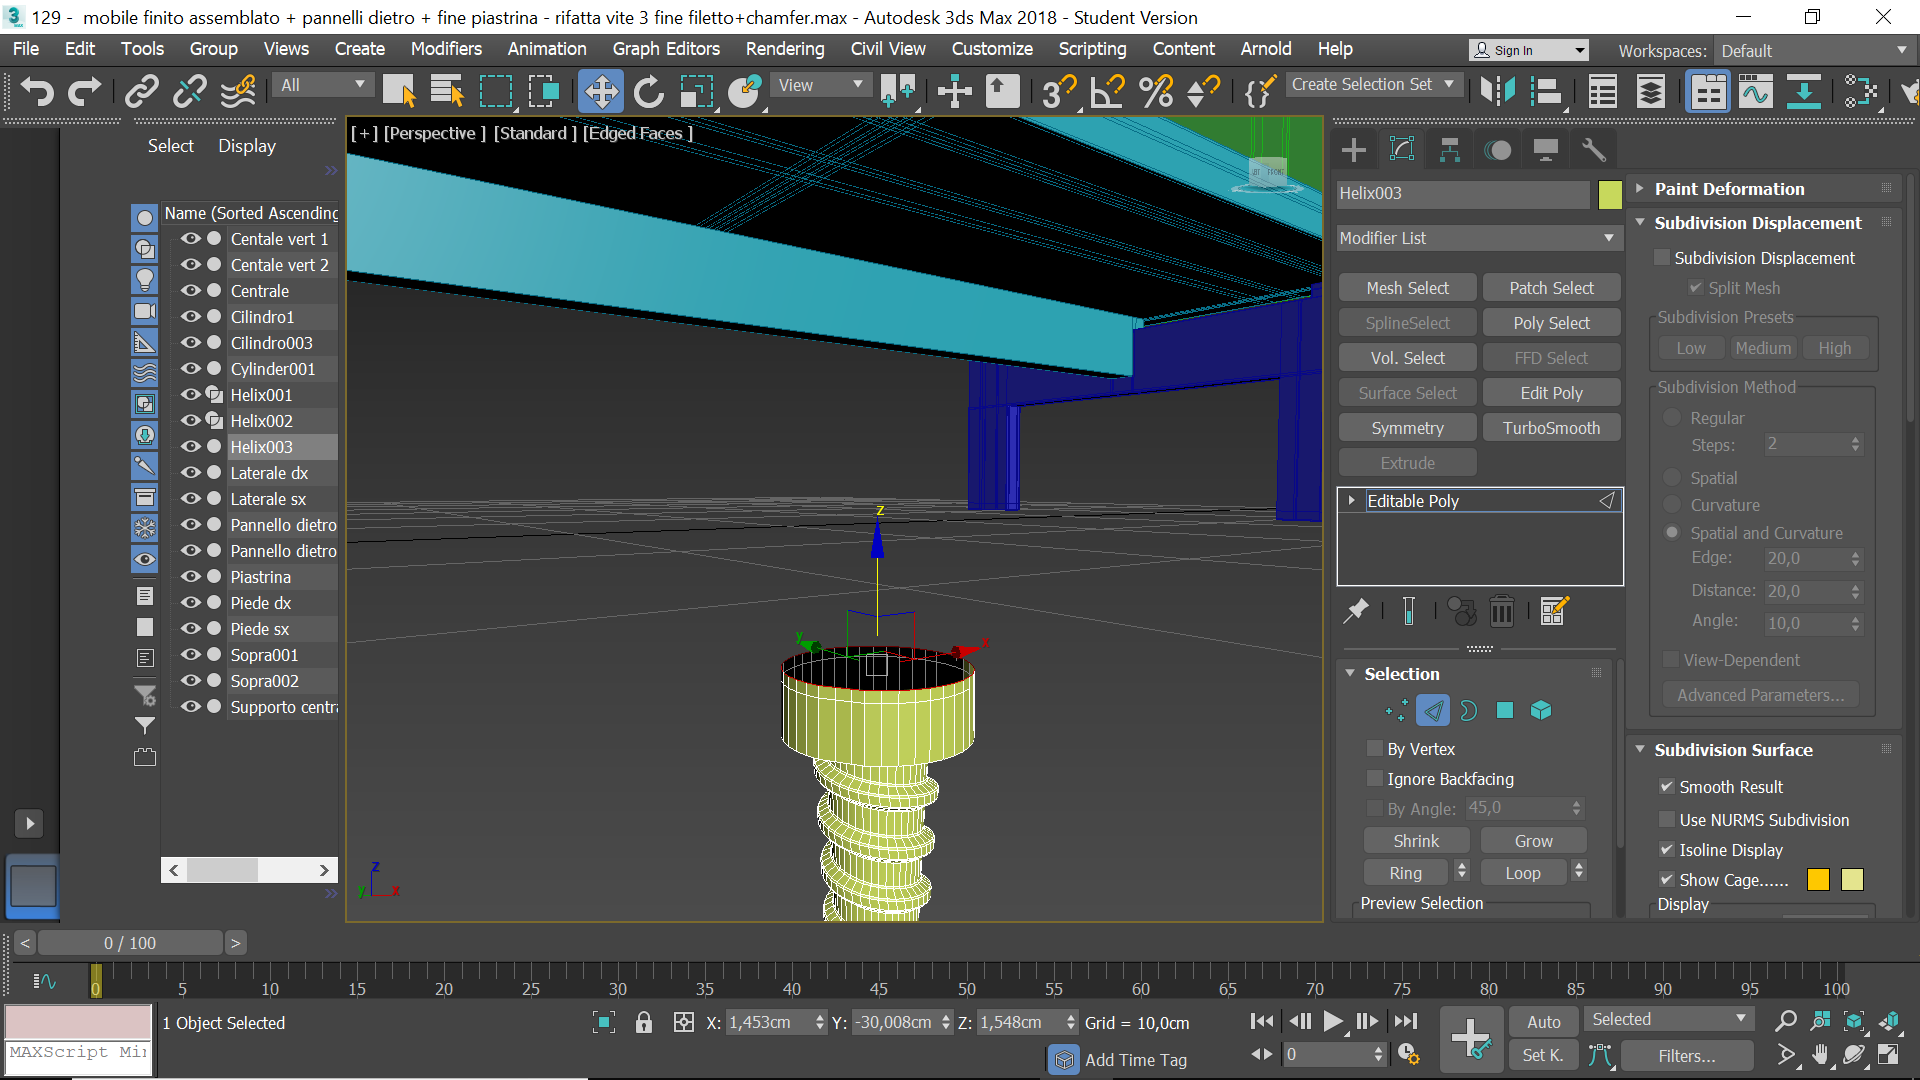 129 -  mobile finito assemblato + pannelli dietro + fine piastrina - rifatta vite 3 fine filetto+chamfer.max - Autodesk 3ds Max 2018 - Student Version
File Edit Tools Group Views Create Modifiers Animation Graph Editors Rendering Civil View Customize Scripting Content Arnold Help
Sign In
Workspaces: Default
All
View
Create Selection Set
Select Display
Name (Sorted Ascending
Centale vert 1
Centale vert 2
Centrale
Cilindro1
Cilindro003
Cylinder001
Helix001
Helix002
Helix003
Laterale dx
Laterale sx
Pannello dietro
Pannello dietro
Piastrina
Piede dx
Piede sx
Sopra001
Sopra002
Supporto centra
[ + ] [Perspective ] [Standard ] [Edged Faces ]
FRONT
z
y
x
z
y
x
Helix003
Modifier List
Mesh Select Patch Select
SplineSelect Poly Select
Vol. Select FFD Select
Surface Select Edit Poly
Symmetry TurboSmooth
Extrude
Editable Poly
Selection
By Vertex
Ignore Backfacing
By Angle: 45,0
Shrink Grow
Ring Loop
Preview Selection
Paint Deformation
Subdivision Displacement
Subdivision Displacement
Split Mesh
Subdivision Presets
Low Medium High
Subdivision Method
Regular
Steps: 2
Spatial
Curvature
Spatial and Curvature
Edge: 20,0
Distance: 20,0
Angle: 10,0
View-Dependent
Advanced Parameters...
Subdivision Surface
Smooth Result
Use NURMS Subdivision
Isoline Display
Show Cage......
Display
< 0 / 100 >
0 5 10 15 20 25 30 35 40 45 50 55 60 65 70 75 80 85 90 95 100
1 Object Selected
X: 1,453cm Y: -30,008cm Z: 1,548cm Grid = 10,0cm
Auto Selected
MAXScript Mi
Add Time Tag
0
Set K. Filters...